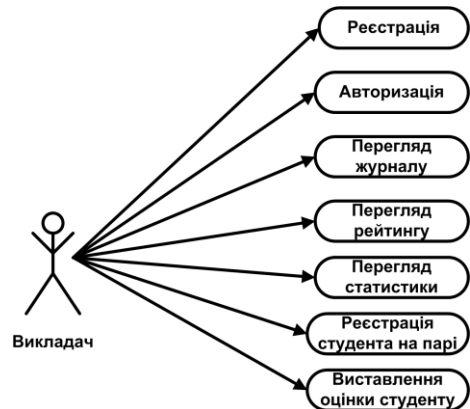 Реєстрація
Авторизація
Перегляд
журналу
Перегляд
рейтингу
Перегляд
статистики
Реєстрація
студента на парі
Виставлення
оцінки студенту
Викладач